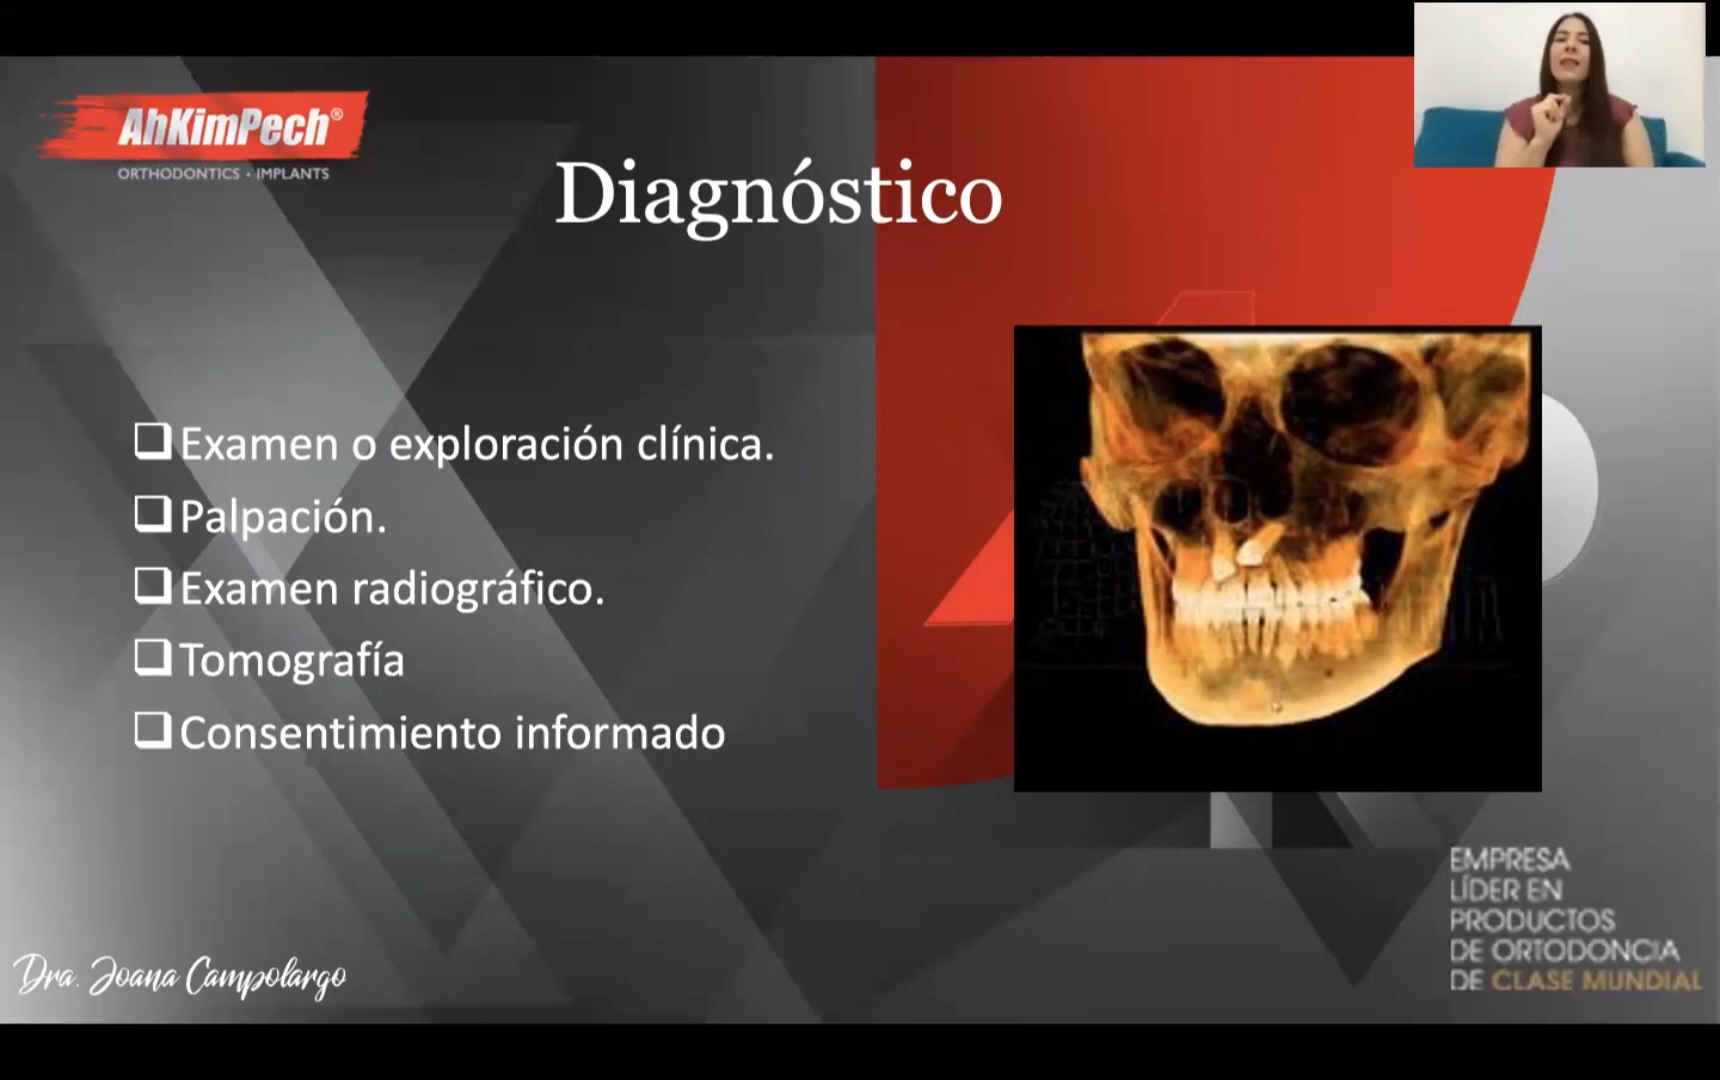 AhKimPech®
ORTHODONTICS • IMPLANTS
Diagnóstico
Examen o exploración clínica.
Palpación.
Examen radiográfico.
Tomografía
Consentimiento informado
Dra. Joana Campolargo
EMPRESA
LÍDER EN
PRODUCTOS
DE ORTODONCIA
DE CLASE MUNDIAL